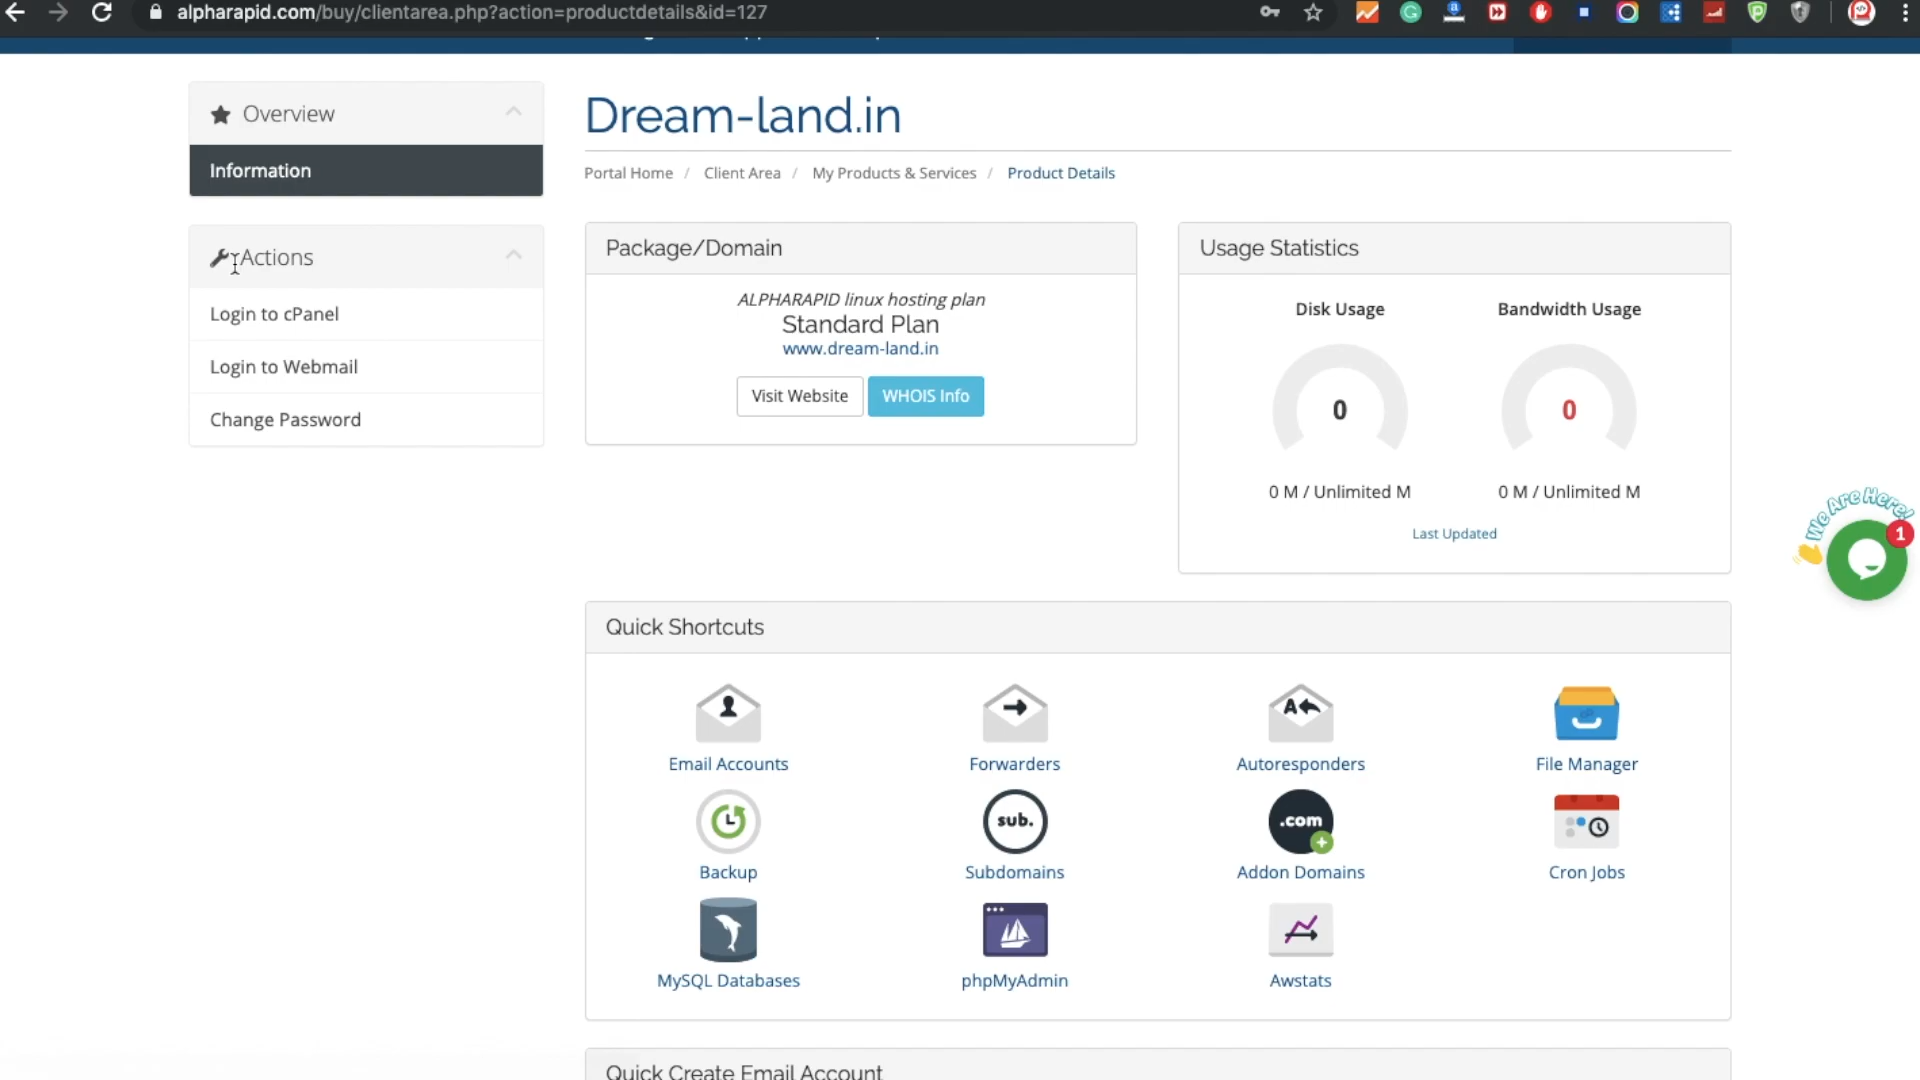 alpharapid.com/buy/clientarea.php?action=productdetails&id=127
Overview
Information
Actions
Login to cPanel
Login to Webmail
Change Password
Dream-land.in
Portal Home / Client Area / My Products & Services / Product Details
Package/Domain
ALPHARAPID linux hosting plan
Standard Plan
www.dream-land.in
Visit Website
WHOIS Info
Usage Statistics
Disk Usage
Bandwidth Usage
0
0
0 M / Unlimited M
0 M / Unlimited M
Last Updated
We Are Here!
1
Quick Shortcuts
Email Accounts
Forwarders
A
Autoresponders
File Manager
Backup
sub.
Subdomains
.com
Addon Domains
Cron Jobs
MySQL Databases
phpMyAdmin
Awstats
Quick Create Email Account